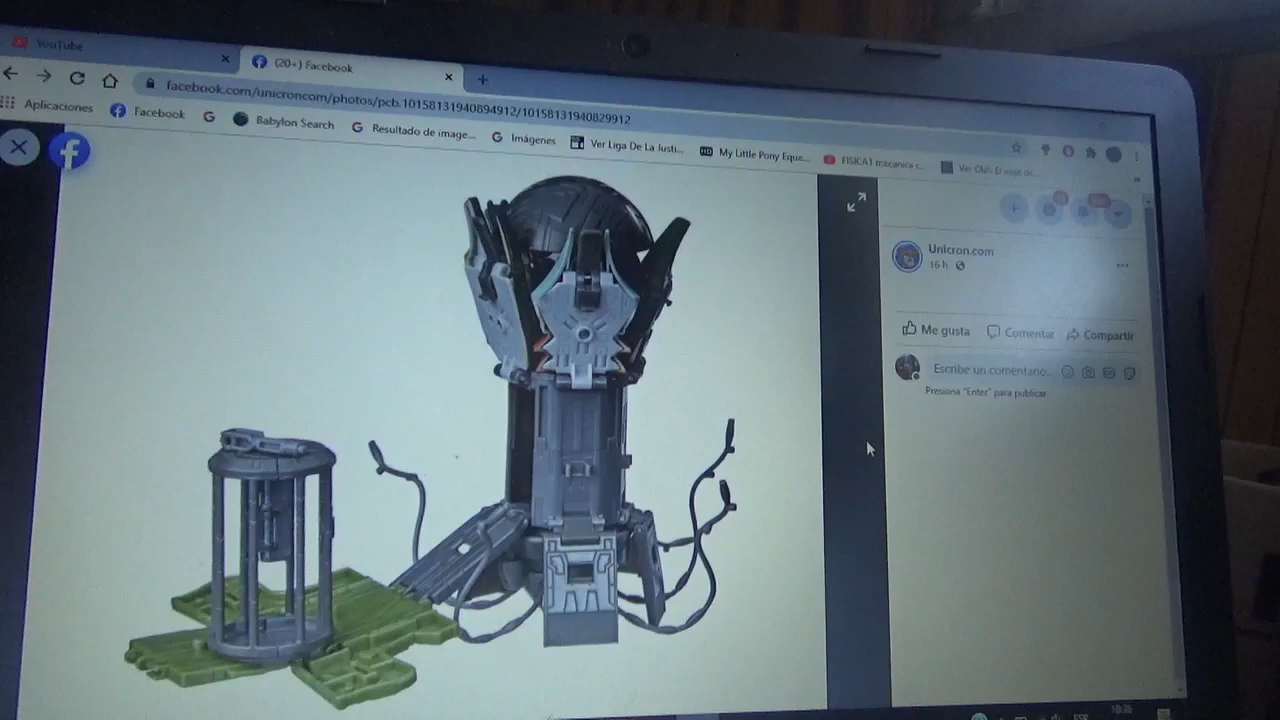 YouTube
(20+) Facebook
facebook.com/unicroncom/photos/pcb.10158131940894912/10158131940829912
Aplicaciones
Facebook
Babylon Search
Resultado de image...
Imágenes
Ver Liga De La Justi...
HD
My Little Pony Eque...
FISICA1 mecanica c...
Unicron.com
16 h
Me gusta
Comentar
Compartir
Escribe un comentario...
Presiona "Enter" para publicar